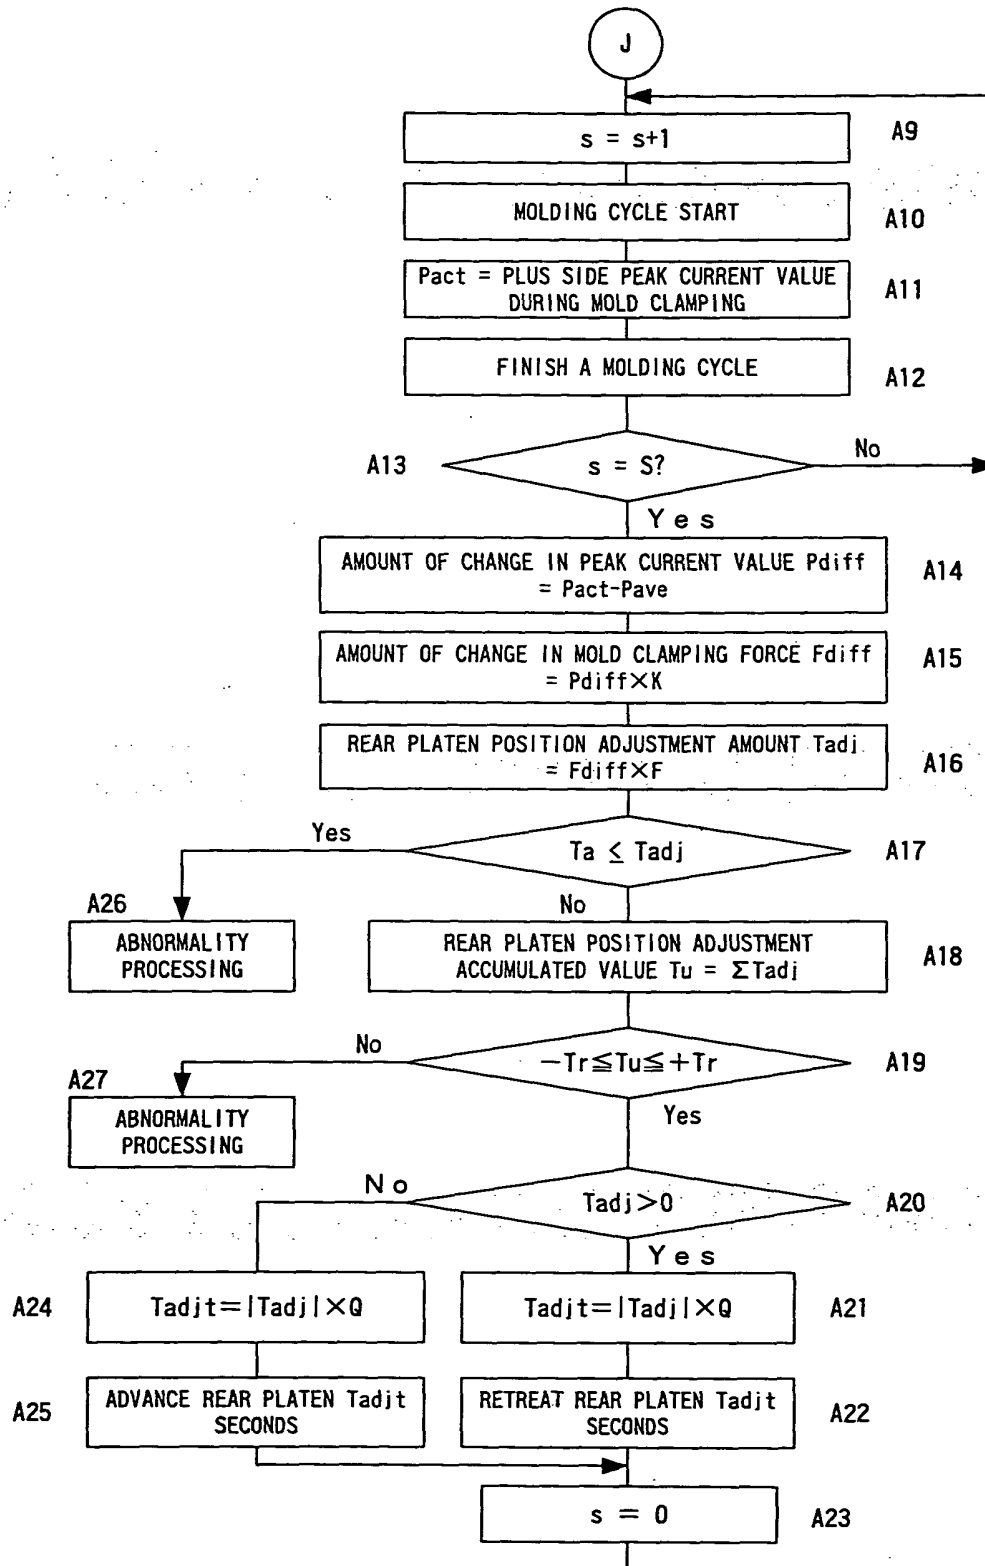 J
s = s+1
A9
MOLDING CYCLE START
A10
Pact = PLUS SIDE PEAK CURRENT VALUE
DURING MOLD CLAMPING
A11
FINISH A MOLDING CYCLE
A12
A13
s = S?
No
Yes
AMOUNT OF CHANGE IN PEAK CURRENT VALUE Pdiff
= Pact-Pave
A14
AMOUNT OF CHANGE IN MOLD CLAMPING FORCE Fdiff
= Pdiff×K
A15
REAR PLATEN POSITION ADJUSTMENT AMOUNT Tadj
= Fdiff×F
A16
Yes
Ta ≤ Tadj
A17
No
A26
ABNORMALITY
PROCESSING
REAR PLATEN POSITION ADJUSTMENT
ACCUMULATED VALUE Tu = ΣTadj
A18
No
−Tr≦Tu≦+Tr
A19
Yes
A27
ABNORMALITY
PROCESSING
No
Tadj>0
A20
Yes
A24
Tadjt=|Tadj|×Q
Tadjt=|Tadj|×Q
A21
A25
ADVANCE REAR PLATEN Tadjt
SECONDS
RETREAT REAR PLATEN Tadjt
SECONDS
A22
s = 0
A23